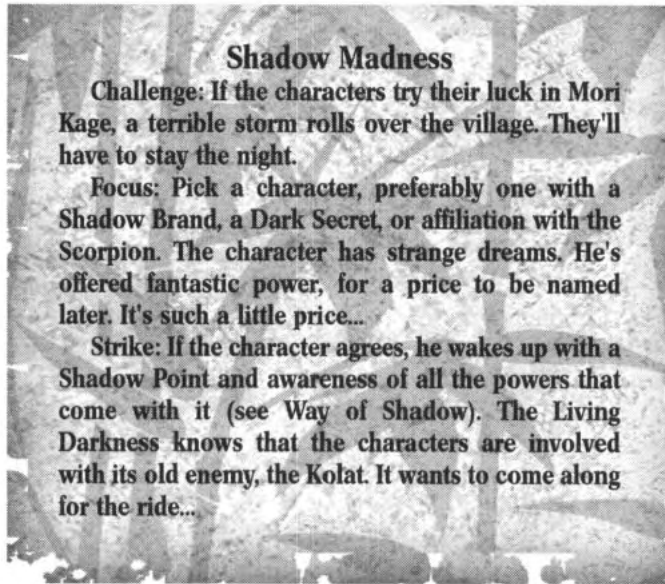 Shadow Madness
Challenge: If the characters try their luck in Mori
Kage, a terrible storm rolls over the village. They'll
have to stay the night.
Focus: Pick a character, preferably one with a
Shadow Brand, a Dark Secret, or affiliation with the
Scorpion. The character has strange dreams. He's
offered fantastic power, for a price to be named
later. It's such a little price...
Strike: If the character agrees, he wakes up with a
Shadow Point and awareness of all the powers that
come with it (see Way of Shadow). The Living
Darkness knows that the characters are involved
with its old enemy, the Kolat. It wants to come along
for the ride...